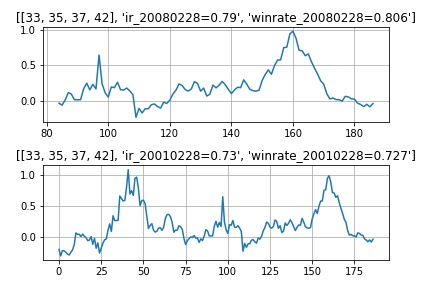 [[33, 35, 37, 42], 'ir_20080228=0.79', 'winrate_20080228=0.806']
1.0
0.5
0.0
80 100 120 140 160 180
[[33, 35, 37, 42], 'ir_20010228=0.73', 'winrate_20010228=0.727']
1.0
0.5
0.0
0 25 50 75 100 125 150 175